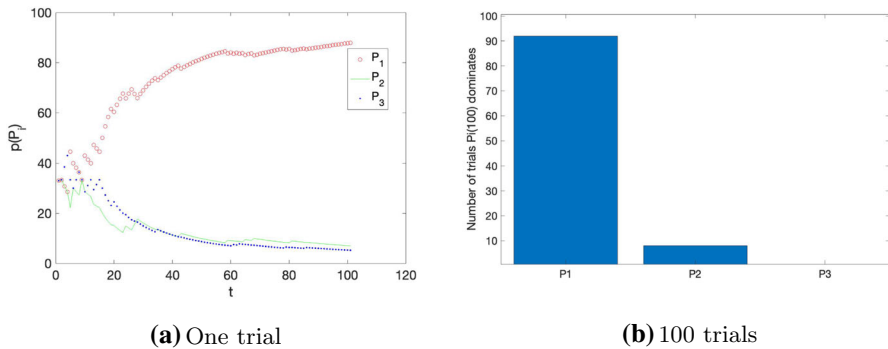 100
80
60
40
20
0
p(P_i)
0 20 40 60 80 100 120
t
P_1
P_2
P_3
(a) One trial
Number of trials Pi(100) dominates
90
80
70
60
50
40
30
20
10
P1 P2 P3
(b) 100 trials